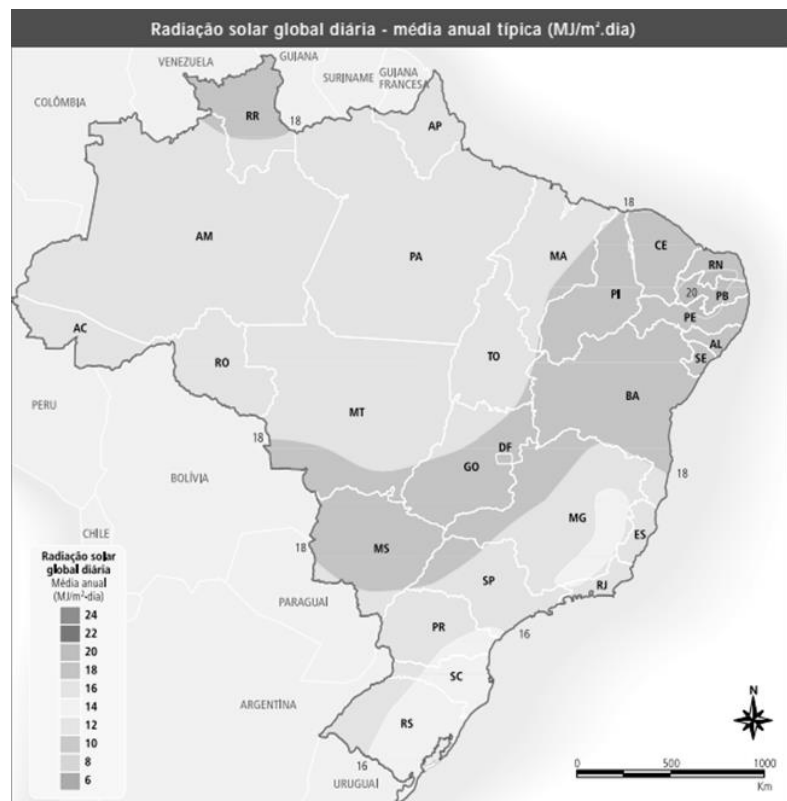 Radiação solar global diária - média anual típica (MJ/m².dia)
VENEZUELA
GUIANA
SURINAME
GUIANA
FRANCESA
COLÔMBIA
RR
18
AP
AM
PA
MA
18
CE
RN
PI
20
PB
PE
AL
SE
AC
RO
TO
BA
PERU
MT
18
DF
GO
18
BOLÍVIA
MG
ES
CHILE
18
MS
SP
RJ
PARAGUAÍ
PR
16
SC
ARGENTINA
RS
16
URUGUAÍ
Radiação solar
global diária
Média anual
(MJ/m²-dia)
24
22
20
18
16
14
12
10
8
6
N
0 500 1000
Km